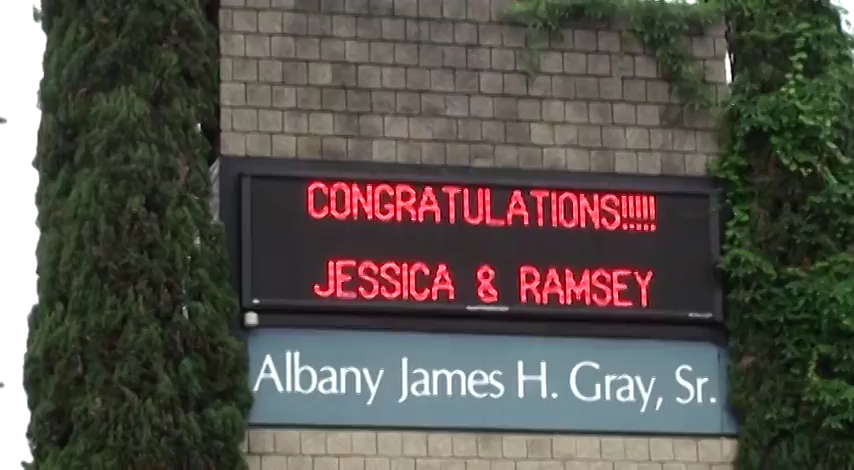 CONGRATULATIONS!!!!!
JESSICA & RAMSEY
Albany James H. Gray, Sr.